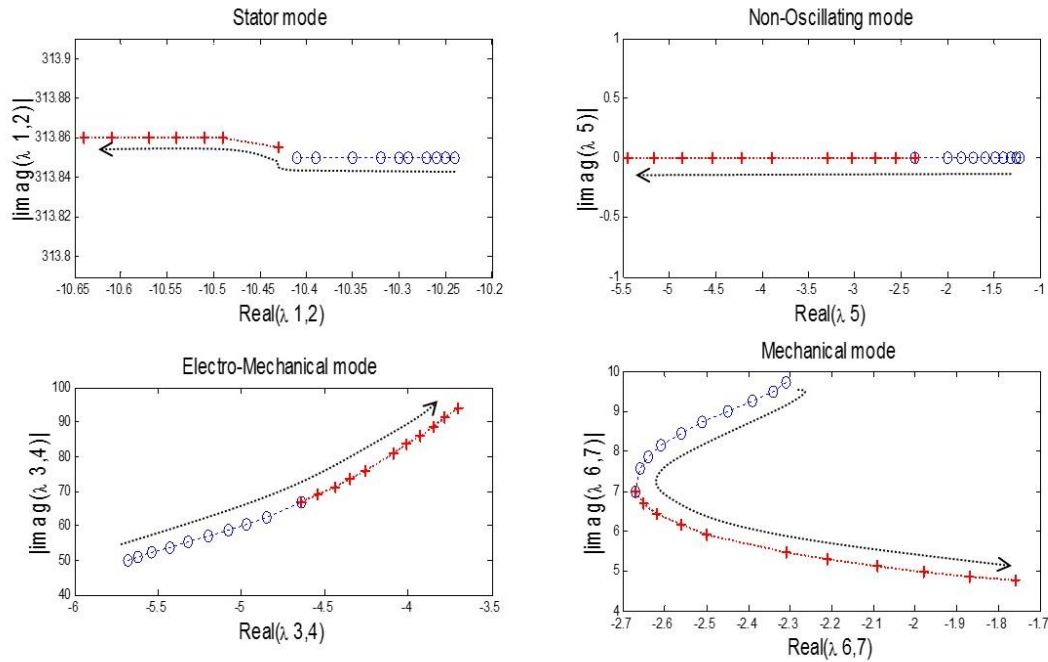 Stator mode
|imag(λ 1,2)|
313.9
313.88
313.86
313.84
313.82
313.8
-10.65 -10.6 -10.55 -10.5 -10.45 -10.4 -10.35 -10.3 -10.25 -10.2
Real(λ 1,2)
Non-Oscillating mode
|imag(λ 5)|
1
0.5
0
-0.5
-1
-5.5 -5 -4.5 -4 -3.5 -3 -2.5 -2 -1.5 -1
Real(λ 5)
Electro-Mechanical mode
|imag(λ 3,4)|
100
90
80
70
60
50
40
-6 -5.5 -5 -4.5 -4 -3.5
Real(λ 3,4)
Mechanical mode
|imag(λ 6,7)|
10
9
8
7
6
5
4
-2.7 -2.6 -2.5 -2.4 -2.3 -2.2 -2.1 -2 -1.9 -1.8 -1.7
Real(λ 6,7)